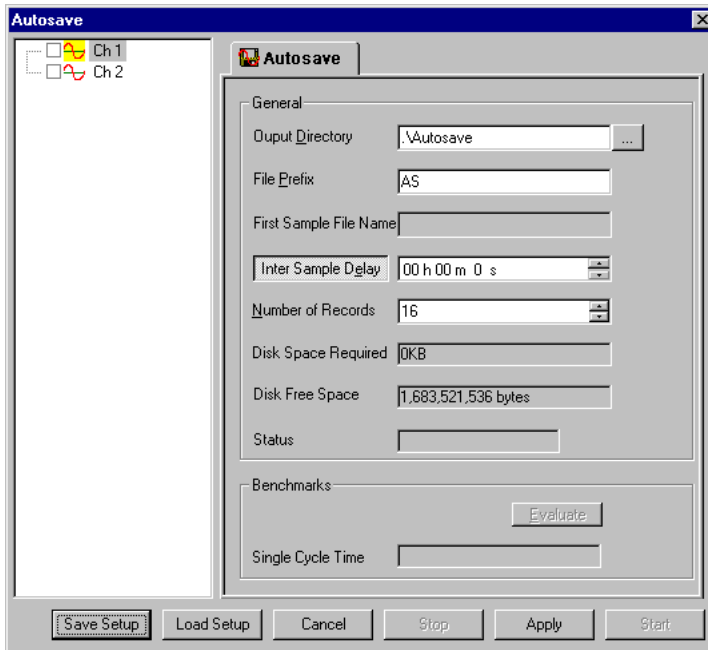 Autosave
Ch 1
Ch 2
Autosave
General
Ouput Directory .\Autosave ...
File Prefix AS
First Sample File Name
Inter Sample Delay 00 h 00 m 0 s
Number of Records 16
Disk Space Required 0KB
Disk Free Space 1,683,521,536 bytes
Status
Benchmarks
Evaluate
Single Cycle Time
Save Setup Load Setup Cancel Stop Apply Start